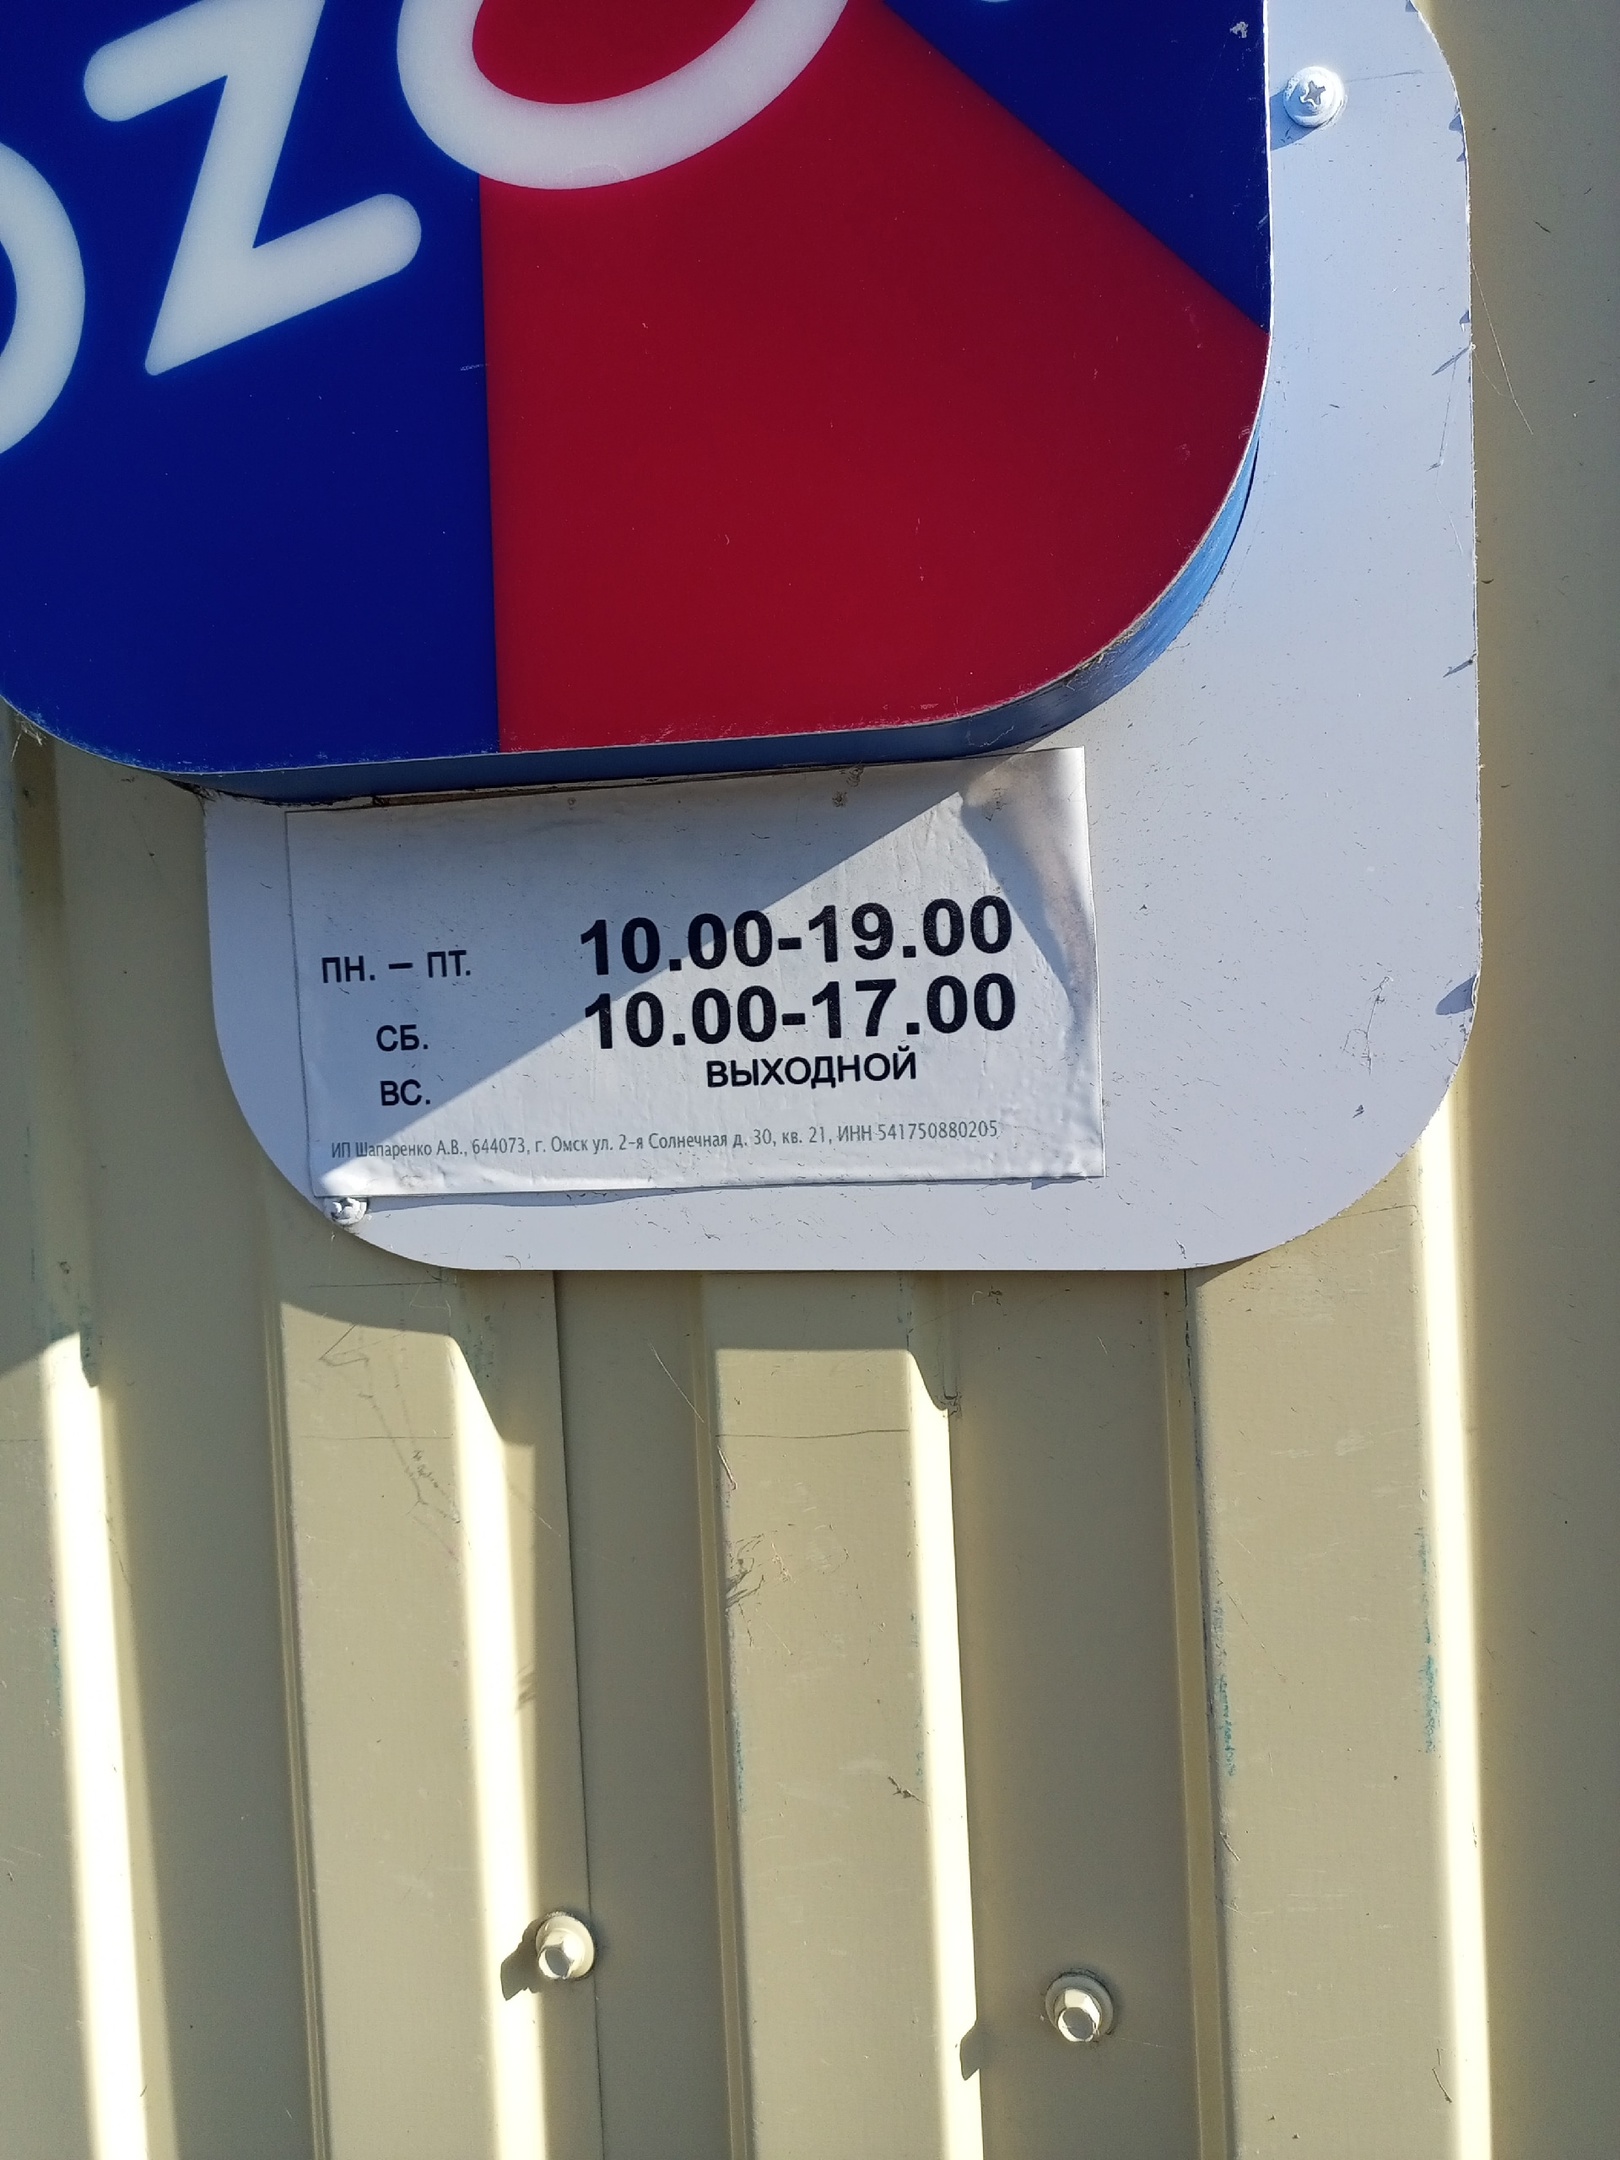 ozo
ПН. – ПТ. 10.00-19.00
СБ. 10.00-17.00
ВС. ВЫХОДНОЙ
ИП Шапаренко А.В., 644073, г. Омск ул. 2-я Солнечная д. 30, кв. 21, ИНН 541750880205